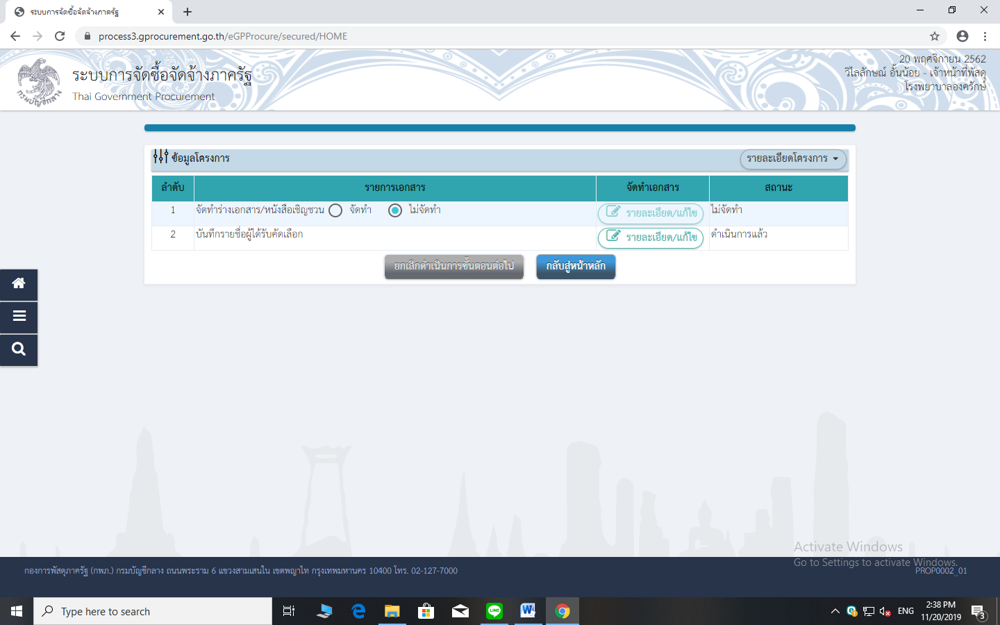 ระบบการจัดซื้อจัดจ้างภาครัฐ
process3.gprocurement.go.th/eGPProcure/secured/HOME
ระบบการจัดซื้อจัดจ้างภาครัฐ
Thai Government Procurement
กรมบัญชีกลาง
20 พฤศจิกายน 2562
วิไลลักษณ์ อั้นน้อย - เจ้าหน้าที่พัสดุ
โรงพยาบาลองครักษ์
ข้อมูลโครงการ
รายละเอียดโครงการ
ลำดับ รายการเอกสาร จัดทำเอกสาร สถานะ
1 จัดทำร่างเอกสาร/หนังสือเชิญชวน จัดทำ ไม่จัดทำ รายละเอียด/แก้ไข ไม่จัดทำ
2 บันทึกรายชื่อผู้ได้รับคัดเลือก รายละเอียด/แก้ไข ดำเนินการแล้ว
ยกเลิกดำเนินการขั้นตอนต่อไป กลับสู่หน้าหลัก
Activate Windows
Go to Settings to activate Windows.
กองการพัสดุภาครัฐ (กพภ.) กรมบัญชีกลาง ถนนพระราม 6 แขวงสามเสนใน เขตพญาไท กรุงเทพมหานคร 10400 โทร. 02-127-7000
PROP0002_01
Type here to search
LINE
W
ENG
2:38 PM
11/20/2019
3